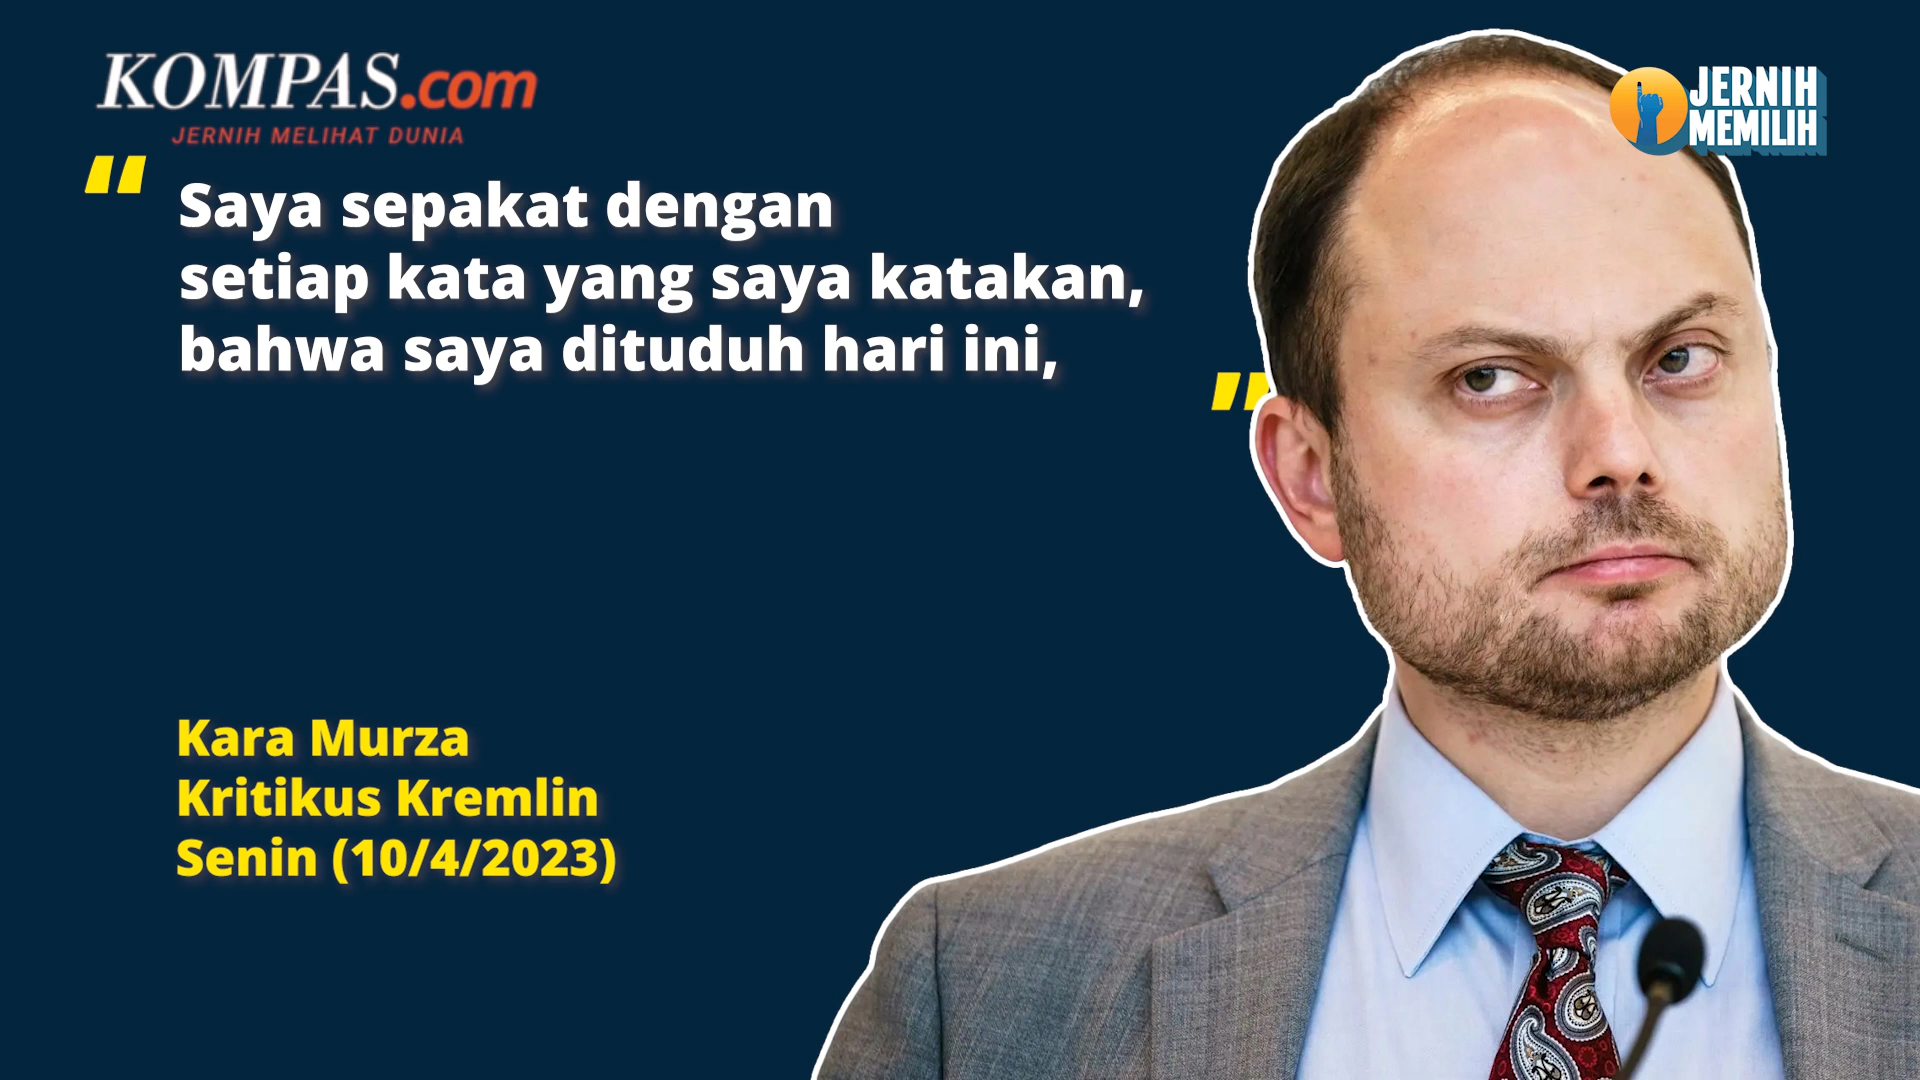 KOMPAS.com
JERNIH MELIHAT DUNIA
JERNIH
MEMILIH
“ Saya sepakat dengan
setiap kata yang saya katakan,
bahwa saya dituduh hari ini, ”
Kara Murza
Kritikus Kremlin
Senin (10/4/2023)